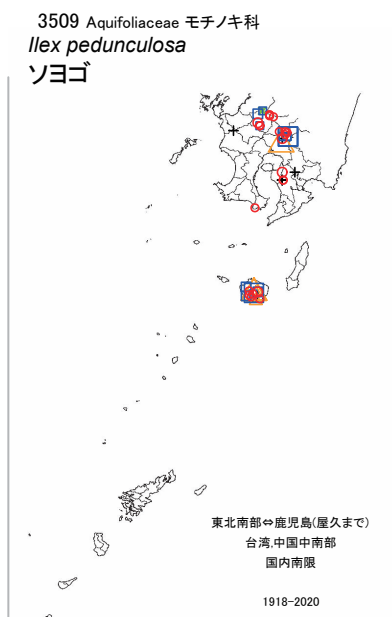 3509 Aquifoliaceae モチノキ科
Ilex pedunculosa
ソヨゴ
東北南部⇔鹿児島(屋久まで)
台湾,中国中南部
国内南限
1918-2020